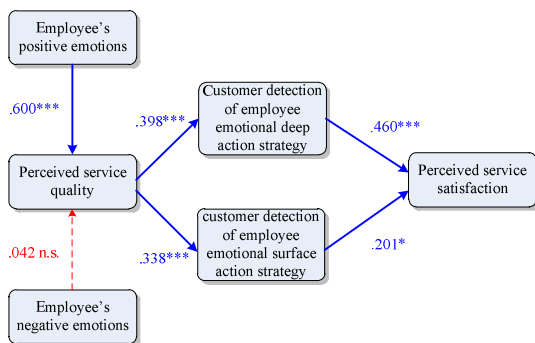 Employee's
positive emotions
.600***
Customer detection
of employee
emotional deep
action strategy
.398***
.460***
Perceived service
quality
Perceived service
satisfaction
customer detection
of employee
emotional surface
action strategy
.042 n.s.
.338***
.201*
Employee's
negative emotions